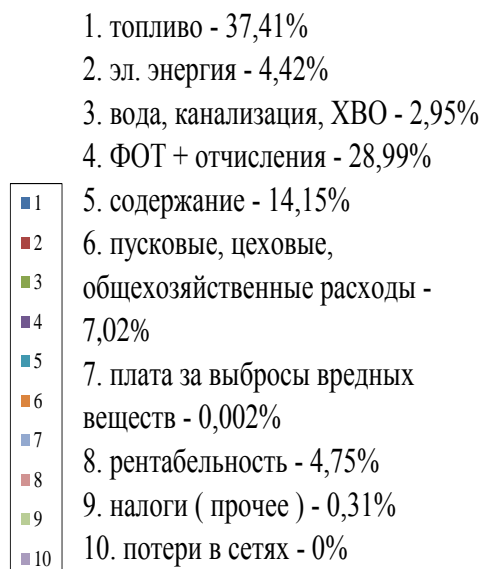 1. топливо - 37,41%
2. эл. энергия - 4,42%
3. вода, канализация, ХВО - 2,95%
4. ФОТ + отчисления - 28,99%
5. содержание - 14,15%
6. пусковые, цеховые,
общехозяйственные расходы -
7,02%
7. плата за выбросы вредных
веществ - 0,002%
8. рентабельность - 4,75%
9. налоги ( прочее ) - 0,31%
10. потери в сетях - 0%
1
2
3
4
5
6
7
8
9
10